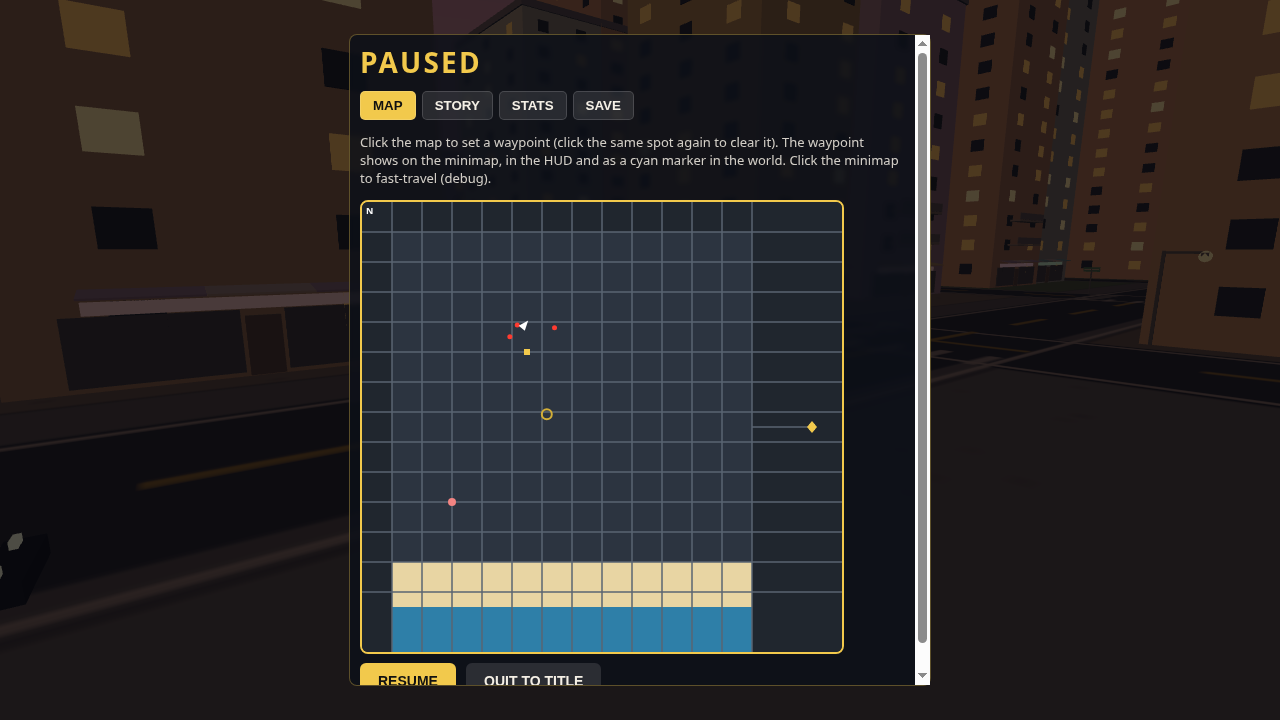 PAUSED
MAP STORY STATS SAVE
Click the map to set a waypoint (click the same spot again to clear it). The waypoint
shows on the minimap, in the HUD and as a cyan marker in the world. Click the minimap
to fast-travel (debug).
N
RESUME QUIT TO TITLE